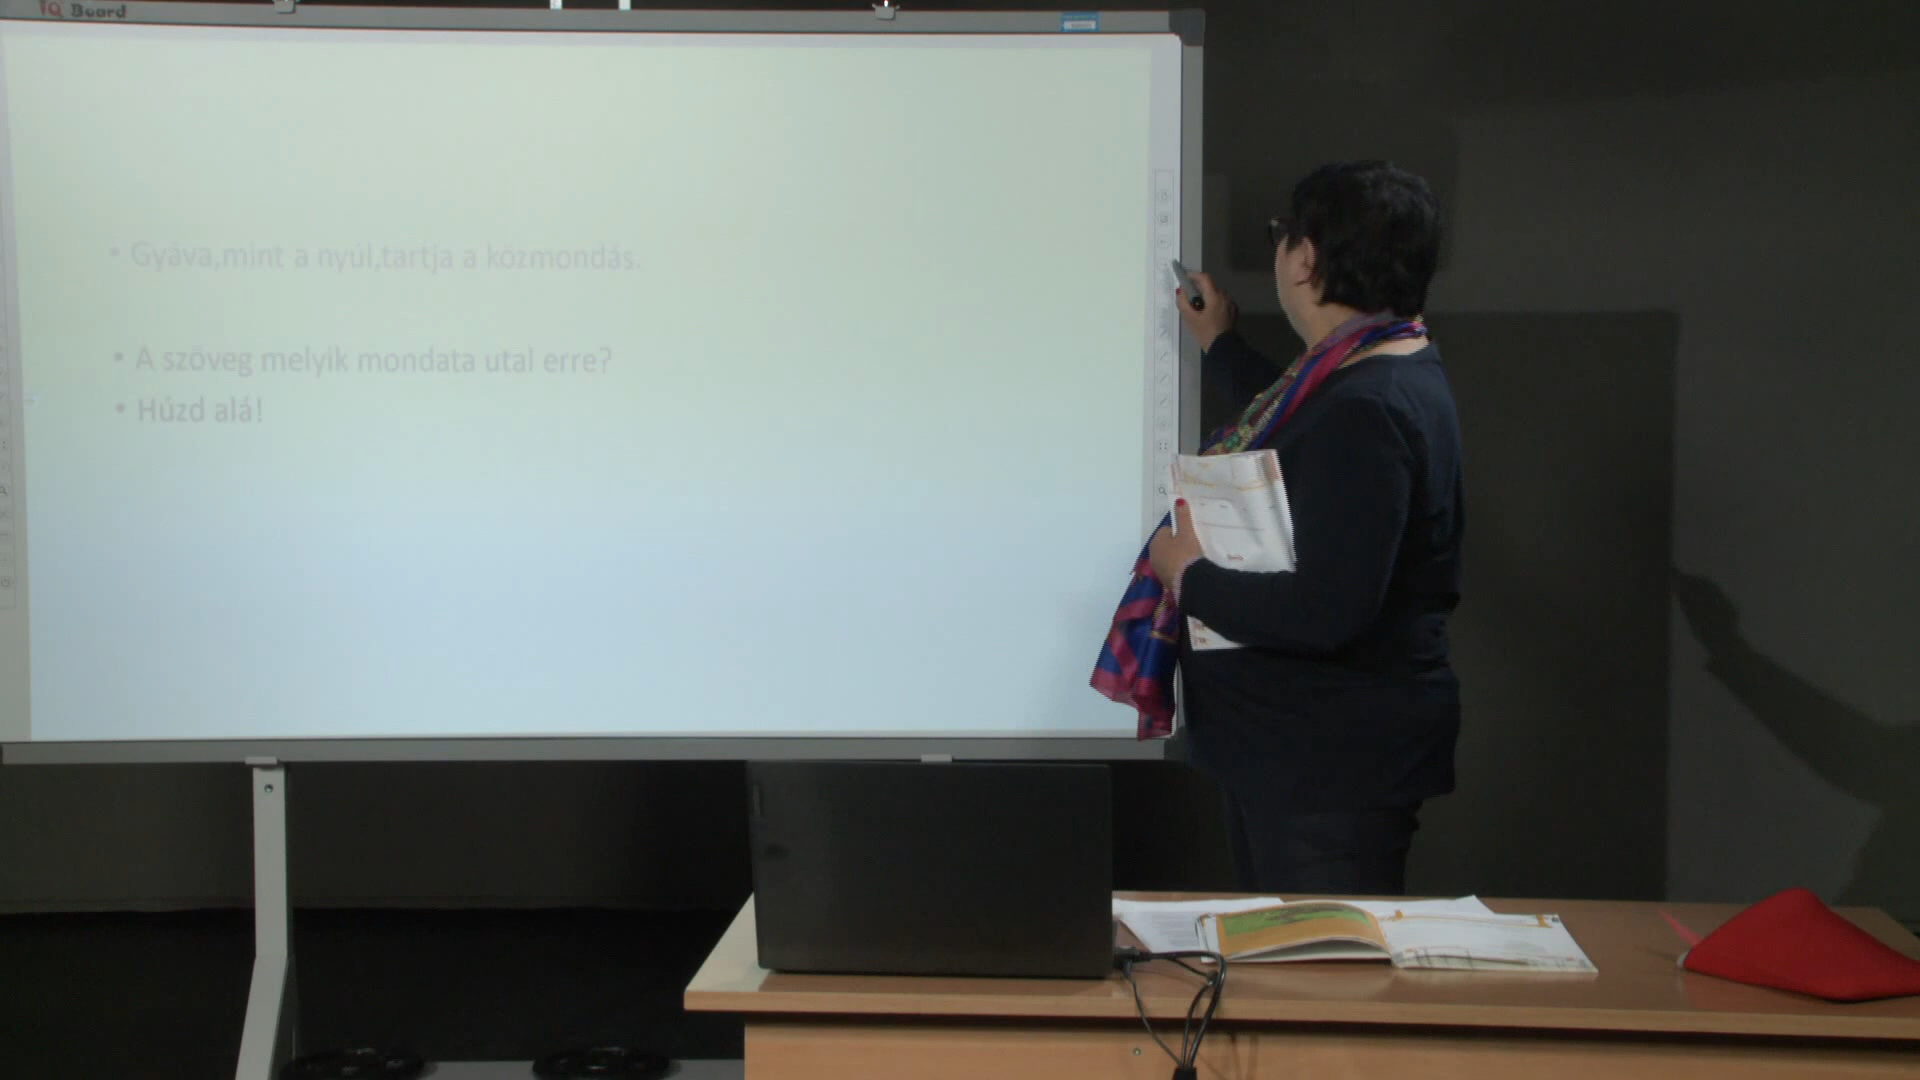 IQ Board
• Gyáva,mint a nyúl,tartja a közmondás.
• A szöveg melyik mondata utal erre?
• Húzd alá!